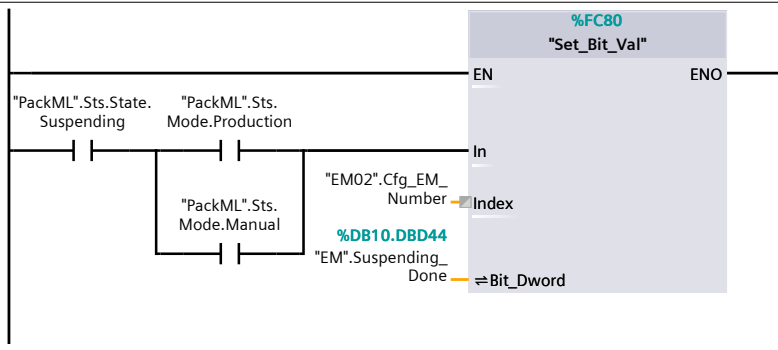 %FC80
"Set_Bit_Val"
EN
ENO
"PackML".Sts.State.
Suspending
"PackML".Sts.
Mode.Production
In
"PackML".Sts.
Mode.Manual
"EM02".Cfg_EM_
Number
Index
%DB10.DBD44
"EM".Suspending_
Done
⇌Bit_Dword